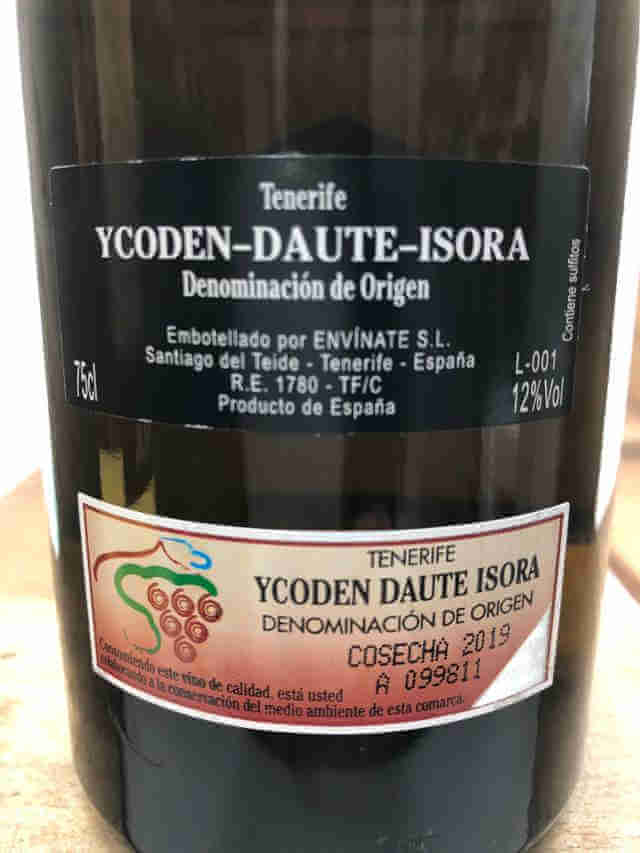 Tenerife
YCODEN-DAUTE-ISORA
Denominación de Origen
Embotellado por ENVÍNATE S.L.
Santiago del Teide - Tenerife - España
R.E. 1780 - TF/C
Producto de España
75cl
L-001
12%Vol
Contiene sulfitos
TENERIFE
YCODEN DAUTE ISORA
DENOMINACIÓN DE ORIGEN
COSECHA 2019
A 099811
Consumiendo este vino de calidad, está usted
colaborando a la conservación del medio ambiente de esta comarca.